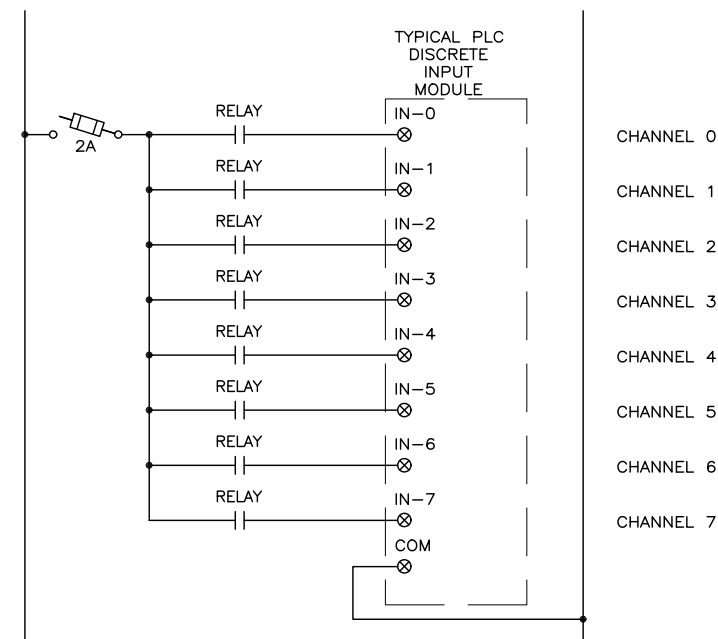 TYPICAL PLC
DISCRETE
INPUT
MODULE
RELAY
IN-0
2A
CHANNEL 0
RELAY
IN-1
CHANNEL 1
RELAY
IN-2
CHANNEL 2
RELAY
IN-3
CHANNEL 3
RELAY
IN-4
CHANNEL 4
RELAY
IN-5
CHANNEL 5
RELAY
IN-6
CHANNEL 6
RELAY
IN-7
CHANNEL 7
COM